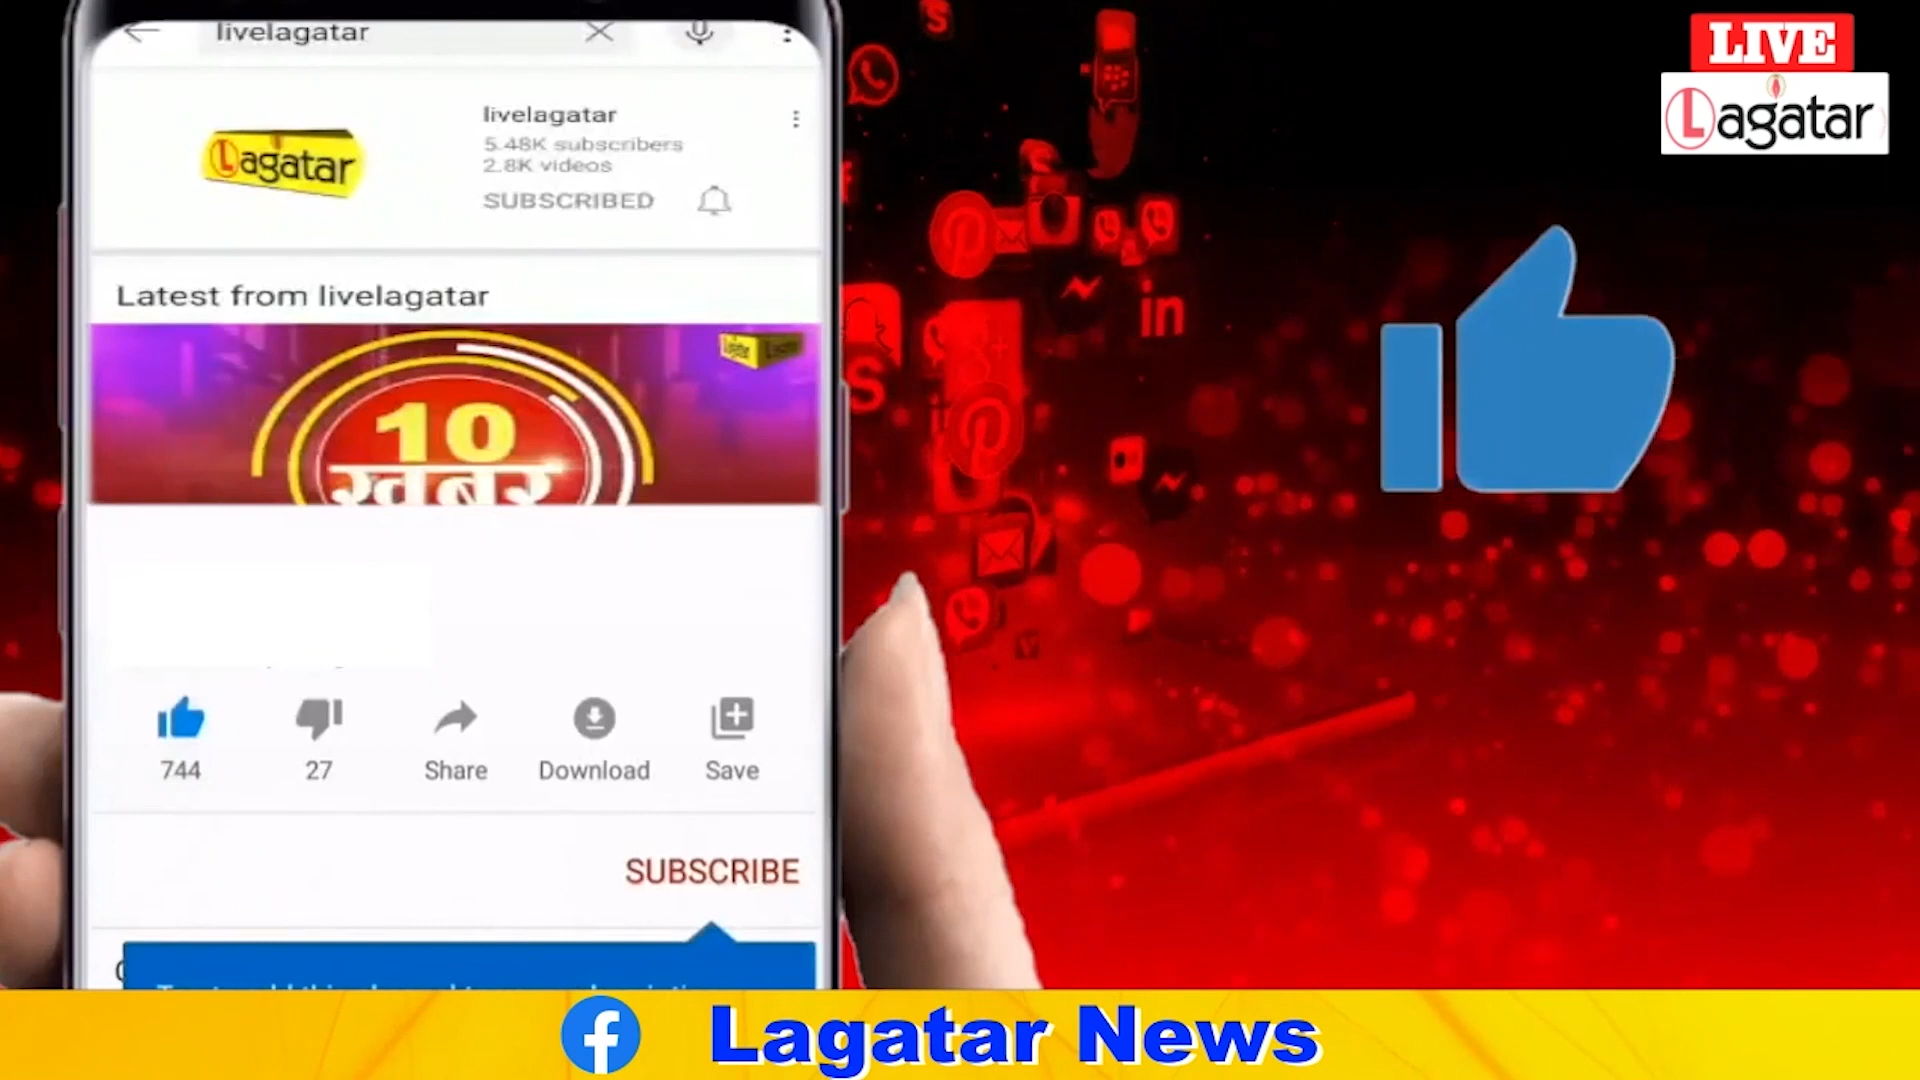 livelagatar
LIVE
Lagatar
livelagatar
5.48K subscribers
2.8K videos
SUBSCRIBED
Lagatar
Latest from livelagatar
10
खबर
744
27
Share
Download
Save
SUBSCRIBE
Lagatar News